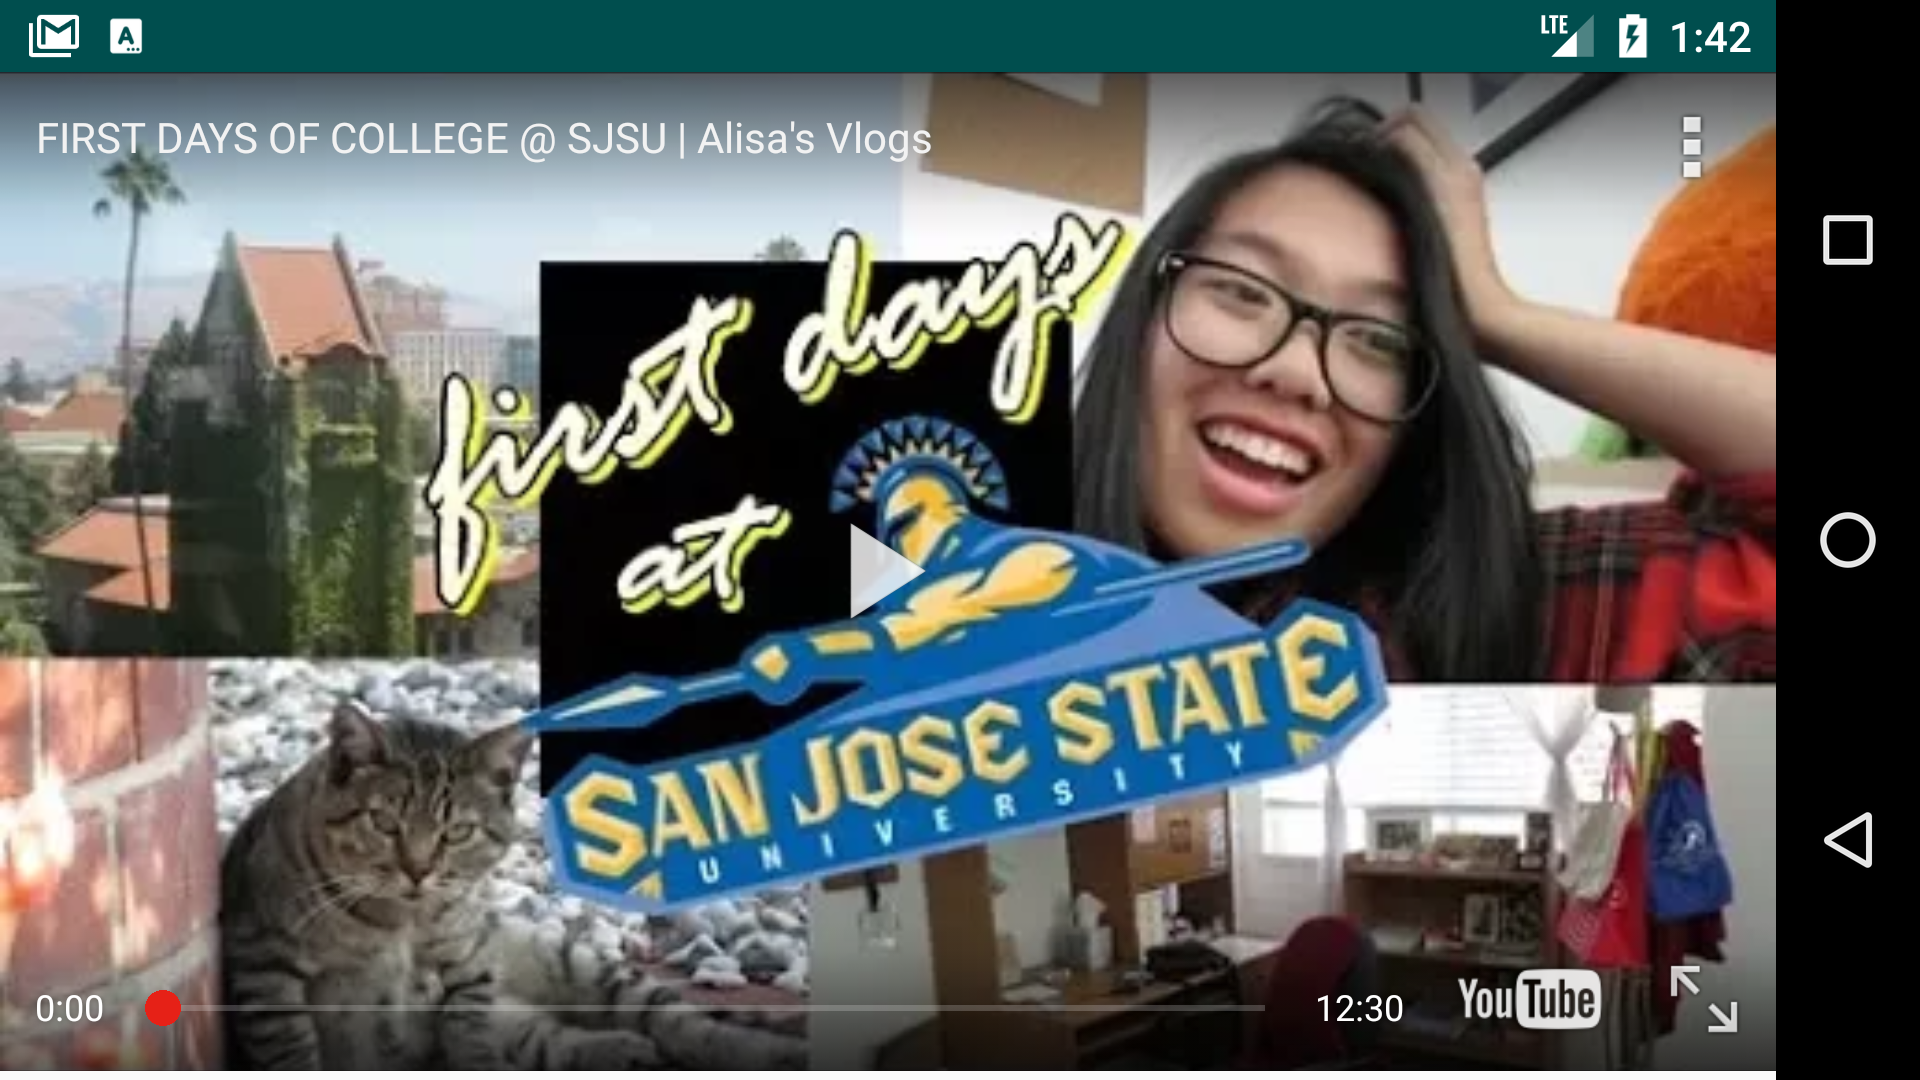 LTE 1:42
FIRST DAYS OF COLLEGE @ SJSU | Alisa's Vlogs
first days
at
SAN JOSE STATE
UNIVERSITY
0:00
12:30
YouTube